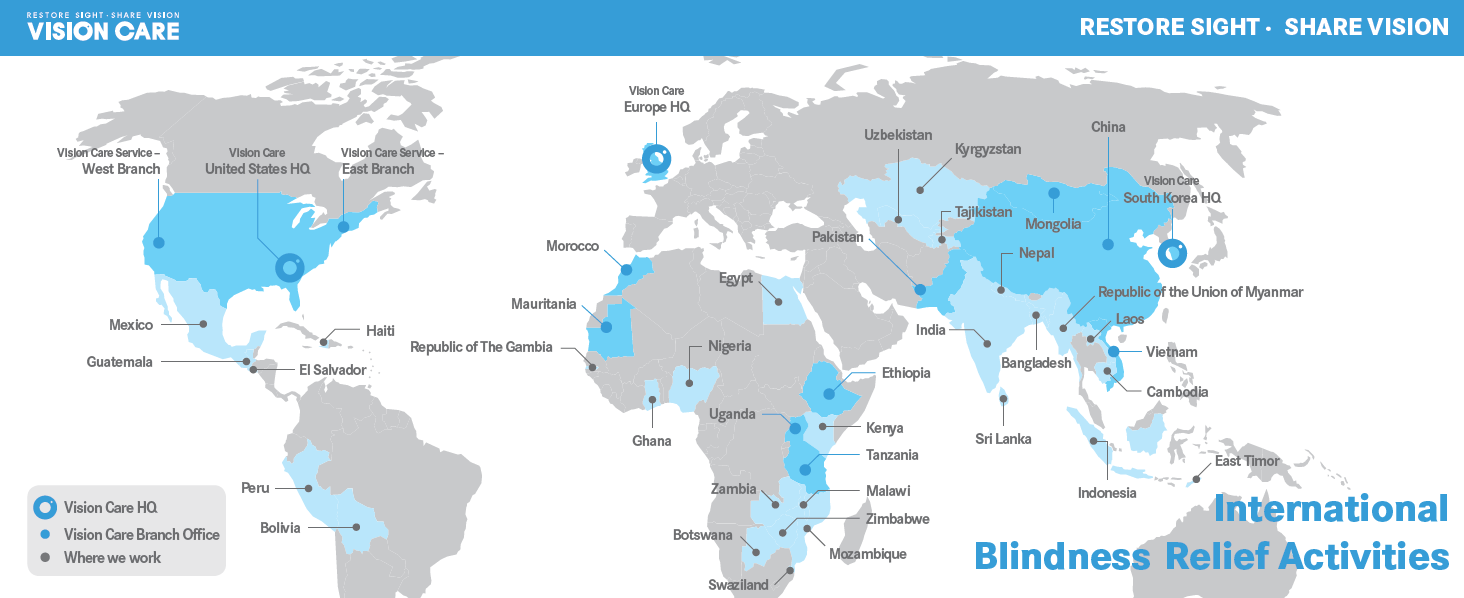 RESTORE SIGHT · SHARE VISION
VISION CARE
RESTORE SIGHT · SHARE VISION
Vision Care Service –
West Branch
Vision Care
United States HQ
Vision Care Service –
East Branch
Vision Care
Europe HQ
Uzbekistan
Kyrgyzstan
China
Vision Care
South Korea HQ
Tajikistan
Mongolia
Pakistan
Nepal
Morocco
Egypt
Republic of the Union of Myanmar
Mauritania
Laos
Mexico
Haiti
India
Republic of The Gambia
Nigeria
Vietnam
Guatemala
El Salvador
Bangladesh
Ethiopia
Cambodia
Uganda
Kenya
Ghana
Sri Lanka
Tanzania
East Timor
Peru
Zambia
Malawi
Indonesia
Bolivia
Zimbabwe
Botswana
Mozambique
Swaziland
Vision Care HQ
Vision Care Branch Office
Where we work
International
Blindness Relief Activities